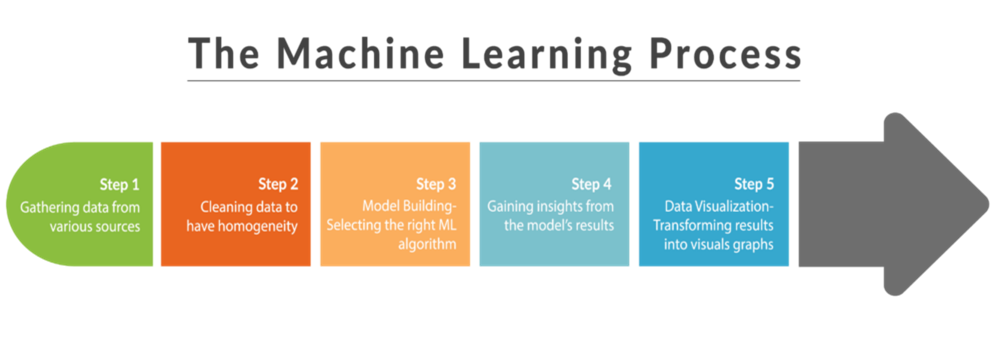 The Machine Learning Process
Step 1
Gathering data from
various sources
Step 2
Cleaning data to
have homogeneity
Step 3
Model Building-
Selecting the right ML
algorithm
Step 4
Gaining insights from
the model's results
Step 5
Data Visualization-
Transforming results
into visuals graphs